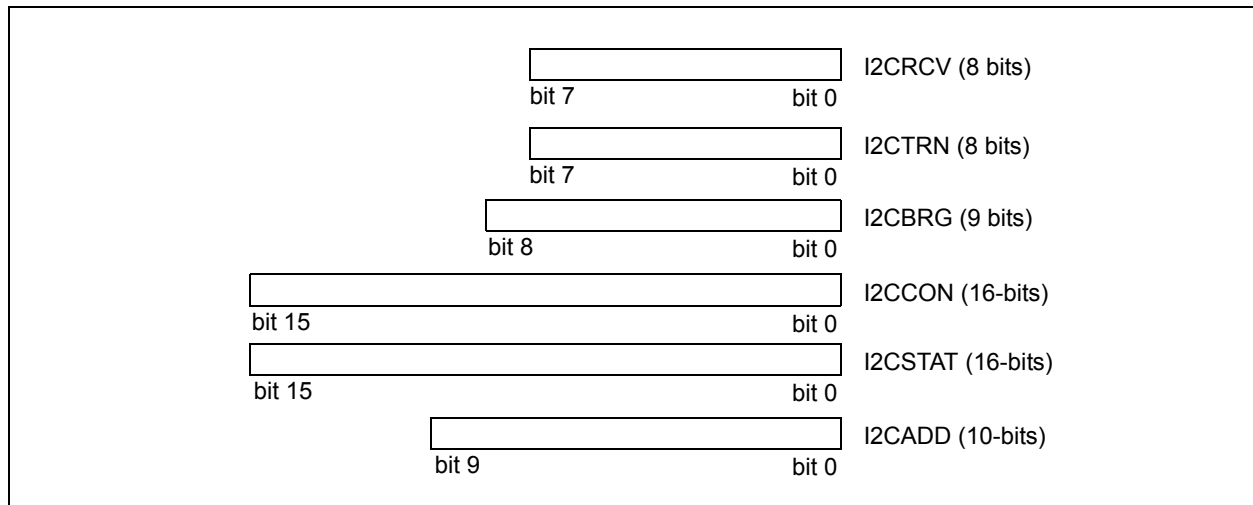 I2CRCV (8 bits)
bit 7 bit 0
I2CTRN (8 bits)
bit 7 bit 0
I2CBRG (9 bits)
bit 8 bit 0
I2CCON (16-bits)
bit 15 bit 0
I2CSTAT (16-bits)
bit 15 bit 0
I2CADD (10-bits)
bit 9 bit 0